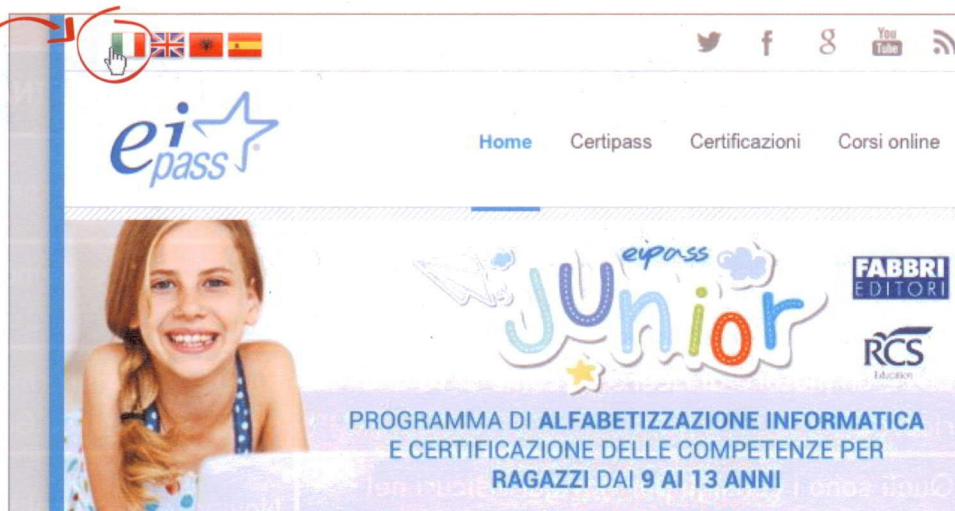 You
Tube
ei
pass
Home Certipass Certificazioni Corsi online
eipass
JUnior
FABBRI
EDITORI
RCS
Education
PROGRAMMA DI ALFABETIZZAZIONE INFORMATICA
E CERTIFICAZIONE DELLE COMPETENZE PER
RAGAZZI DAI 9 AI 13 ANNI